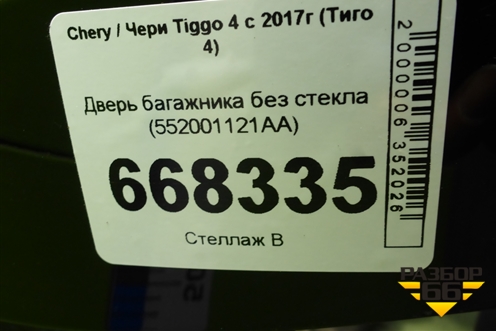 Chery / Чери Tiggo 4 с 2017г (Тиго
4)
Дверь багажника без стекла
(552001121AA)
668335
Стеллаж В
2000006352026
РАЗБОР
66